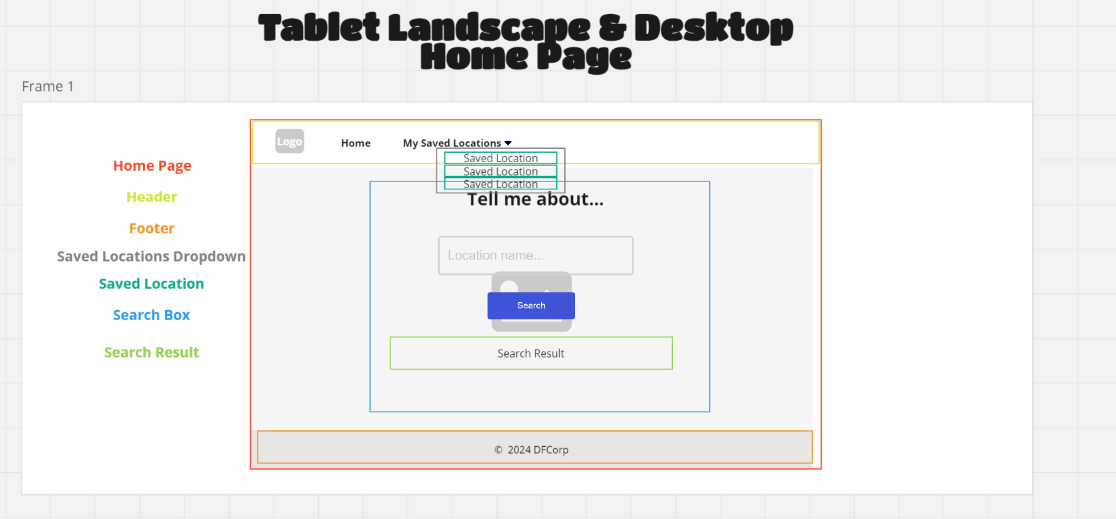 Tablet Landscape & Desktop
Home Page
Frame 1
Home Page
Header
Footer
Saved Locations Dropdown
Saved Location
Search Box
Search Result
Logo
Home
My Saved Locations
Saved Location
Saved Location
Saved Location
Tell me about...
Location name...
Search
Search Result
© 2024 DFCorp